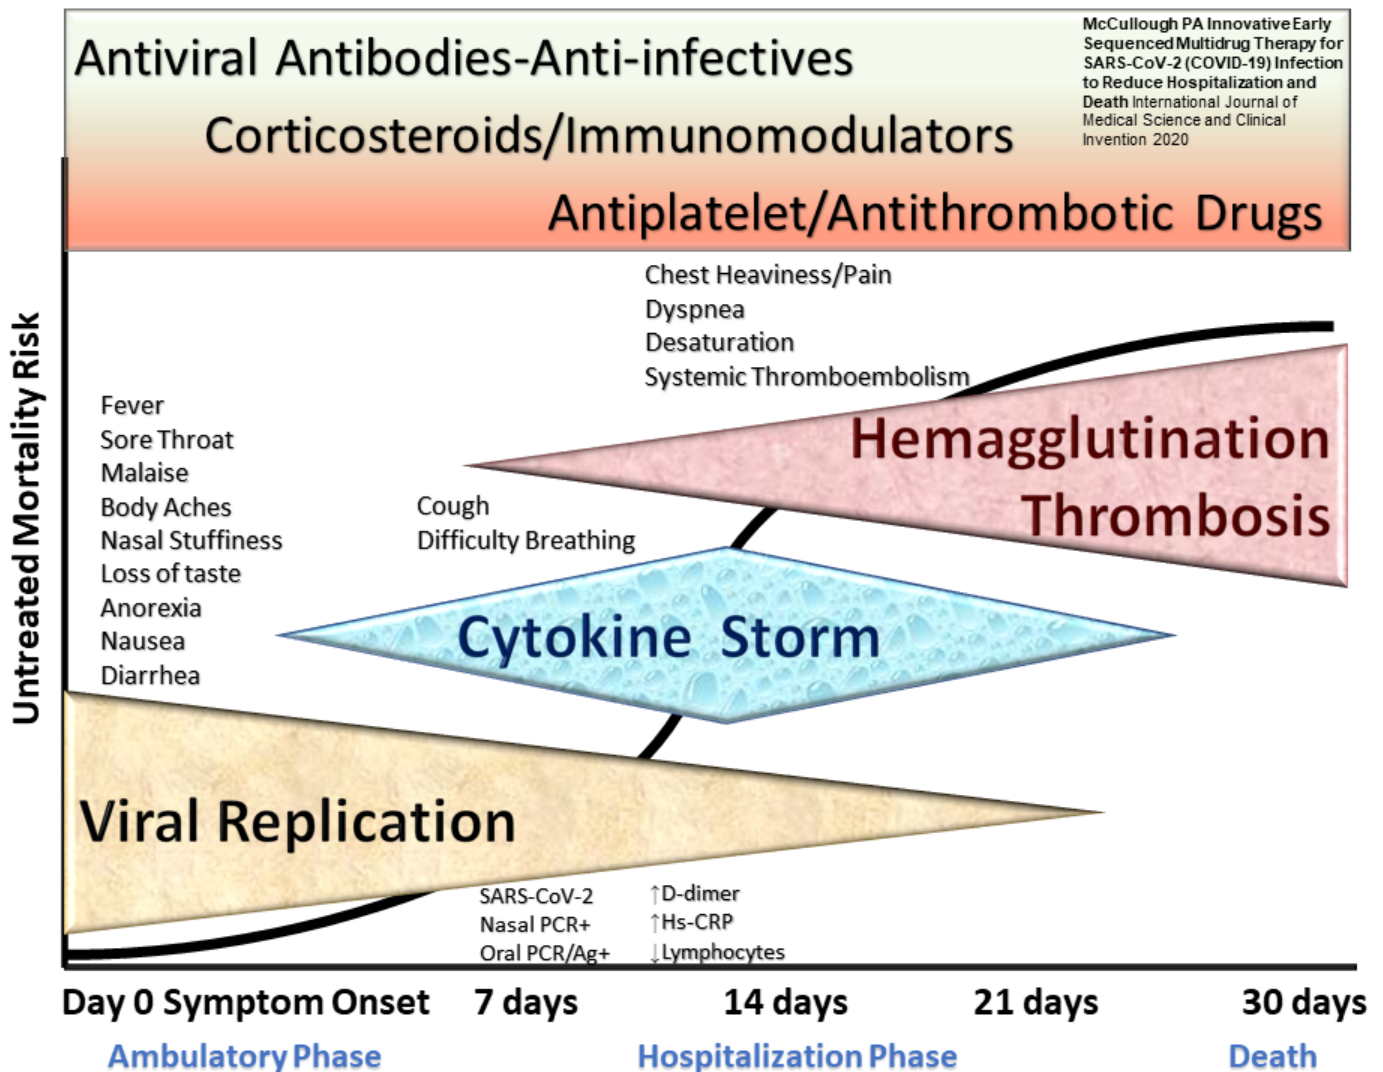 Antiviral Antibodies-Anti-infectives
Corticosteroids/Immunomodulators
Antiplatelet/Antithrombotic Drugs
McCullough PA Innovative Early
Sequenced Multidrug Therapy for
SARS-CoV-2 (COVID-19) Infection
to Reduce Hospitalization and
Death International Journal of
Medical Science and Clinical
Invention 2020
Untreated Mortality Risk
Chest Heaviness/Pain
Dyspnea
Desaturation
Systemic Thromboembolism
Fever
Sore Throat
Malaise
Body Aches
Nasal Stuffiness
Loss of taste
Anorexia
Nausea
Diarrhea
Cough
Difficulty Breathing
Hemagglutination
Thrombosis
Cytokine Storm
Viral Replication
SARS-CoV-2
Nasal PCR+
Oral PCR/Ag+
↑D-dimer
↑Hs-CRP
↓Lymphocytes
Day 0 Symptom Onset
7 days
14 days
21 days
30 days
Ambulatory Phase
Hospitalization Phase
Death